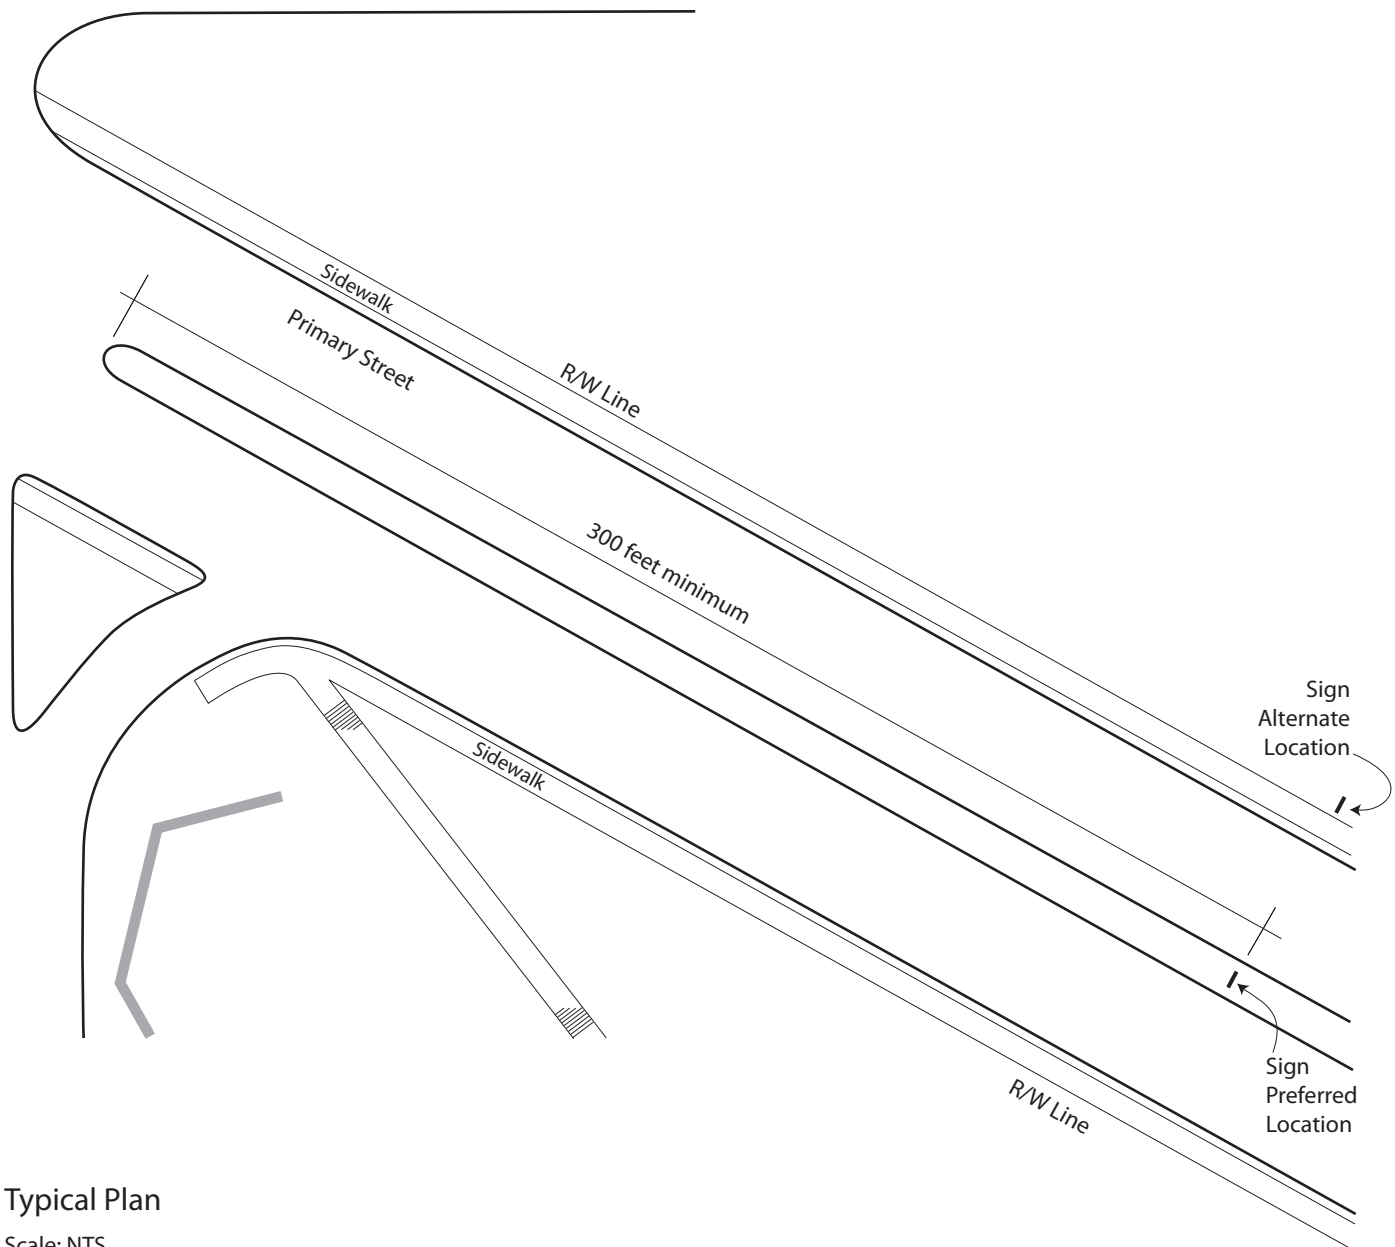 Sidewalk
Primary Street
R/W Line
300 feet minimum
Sign
Alternate
Location
Sidewalk
Sign
Preferred
Location
R/W Line
Typical Plan
Scale: NTS